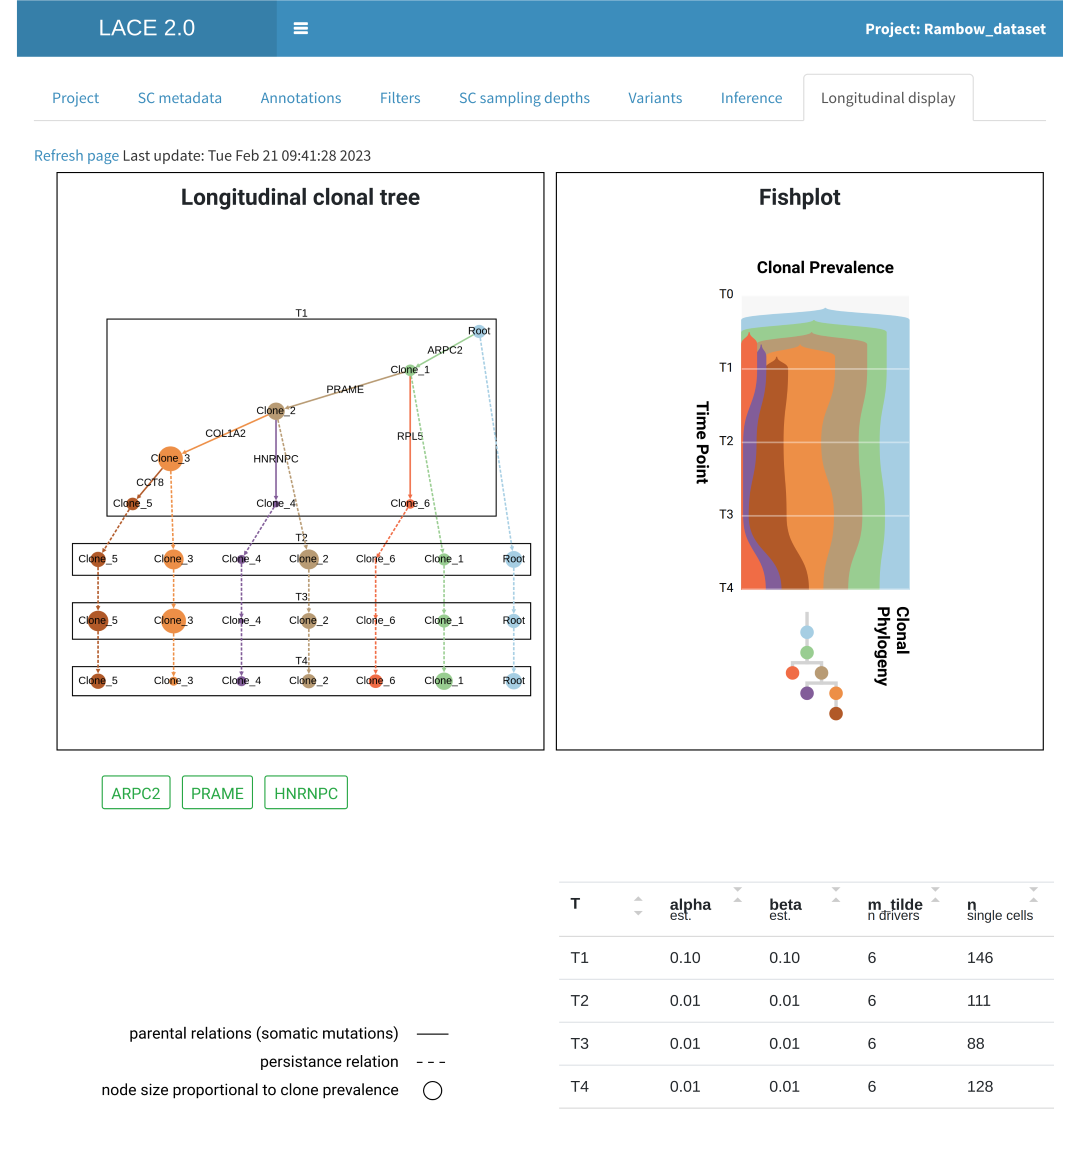 LACE 2.0
Project: Rambow_dataset
Project SC metadata Annotations Filters SC sampling depths Variants Inference Longitudinal display
Refresh page Last update: Tue Feb 21 09:41:28 2023
Longitudinal clonal tree
T1
Root
ARPC2
Clone_1
PRAME
Clone_2
COL1A2
RPL5
Clone_3
HNRNPC
CCT8
Clone_5 Clone_4 Clone_6
T2
Clone_5 Clone_3 Clone_4 Clone_2 Clone_6 Clone_1 Root
T3
Clone_5 Clone_3 Clone_4 Clone_2 Clone_6 Clone_1 Root
T4
Clone_5 Clone_3 Clone_4 Clone_2 Clone_6 Clone_1 Root
Fishplot
Clonal Prevalence
T0
T1
T2
T3
T4
Time Point
Clonal
Phylogeny
ARPC2 PRAME HNRNPC
parental relations (somatic mutations)
persistance relation
node size proportional to clone prevalence
T alpha beta m_tilde n
est. est. n drivers single cells
T1 0.10 0.10 6 146
T2 0.01 0.01 6 111
T3 0.01 0.01 6 88
T4 0.01 0.01 6 128